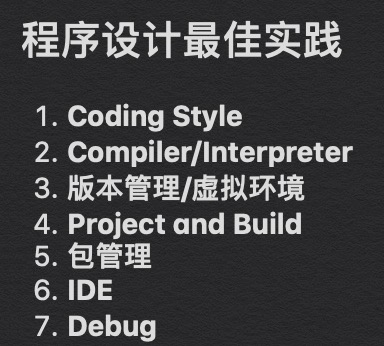 程序设计最佳实践
1. Coding Style
2. Compiler/Interpreter
3. 版本管理/虚拟环境
4. Project and Build
5. 包管理
6. IDE
7. Debug